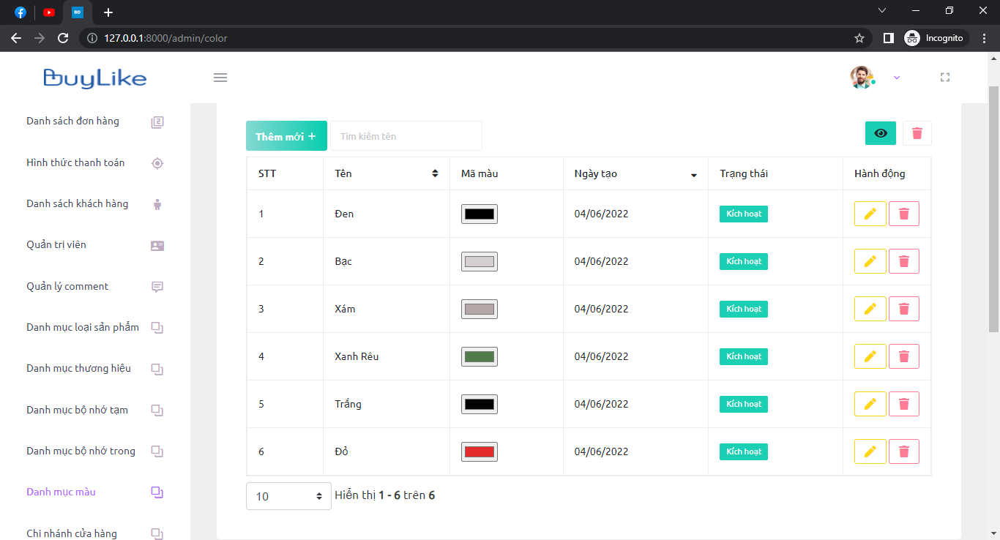 BD
127.0.0.1:8000/admin/color
Incognito
BuyLike
Danh sách đơn hàng
Hình thức thanh toán
Danh sách khách hàng
Quản trị viên
Quản lý comment
Danh mục loại sản phẩm
Danh mục thương hiệu
Danh mục bộ nhớ tạm
Danh mục bộ nhớ trong
Danh mục màu
Chi nhánh cửa hàng
Thêm mới + Tìm kiếm tên
STT Tên Mã màu Ngày tạo Trạng thái Hành động
1 Đen 04/06/2022 Kích hoạt
2 Bạc 04/06/2022 Kích hoạt
3 Xám 04/06/2022 Kích hoạt
4 Xanh Rêu 04/06/2022 Kích hoạt
5 Trắng 04/06/2022 Kích hoạt
6 Đỏ 04/06/2022 Kích hoạt
10 Hiển thị 1 - 6 trên 6